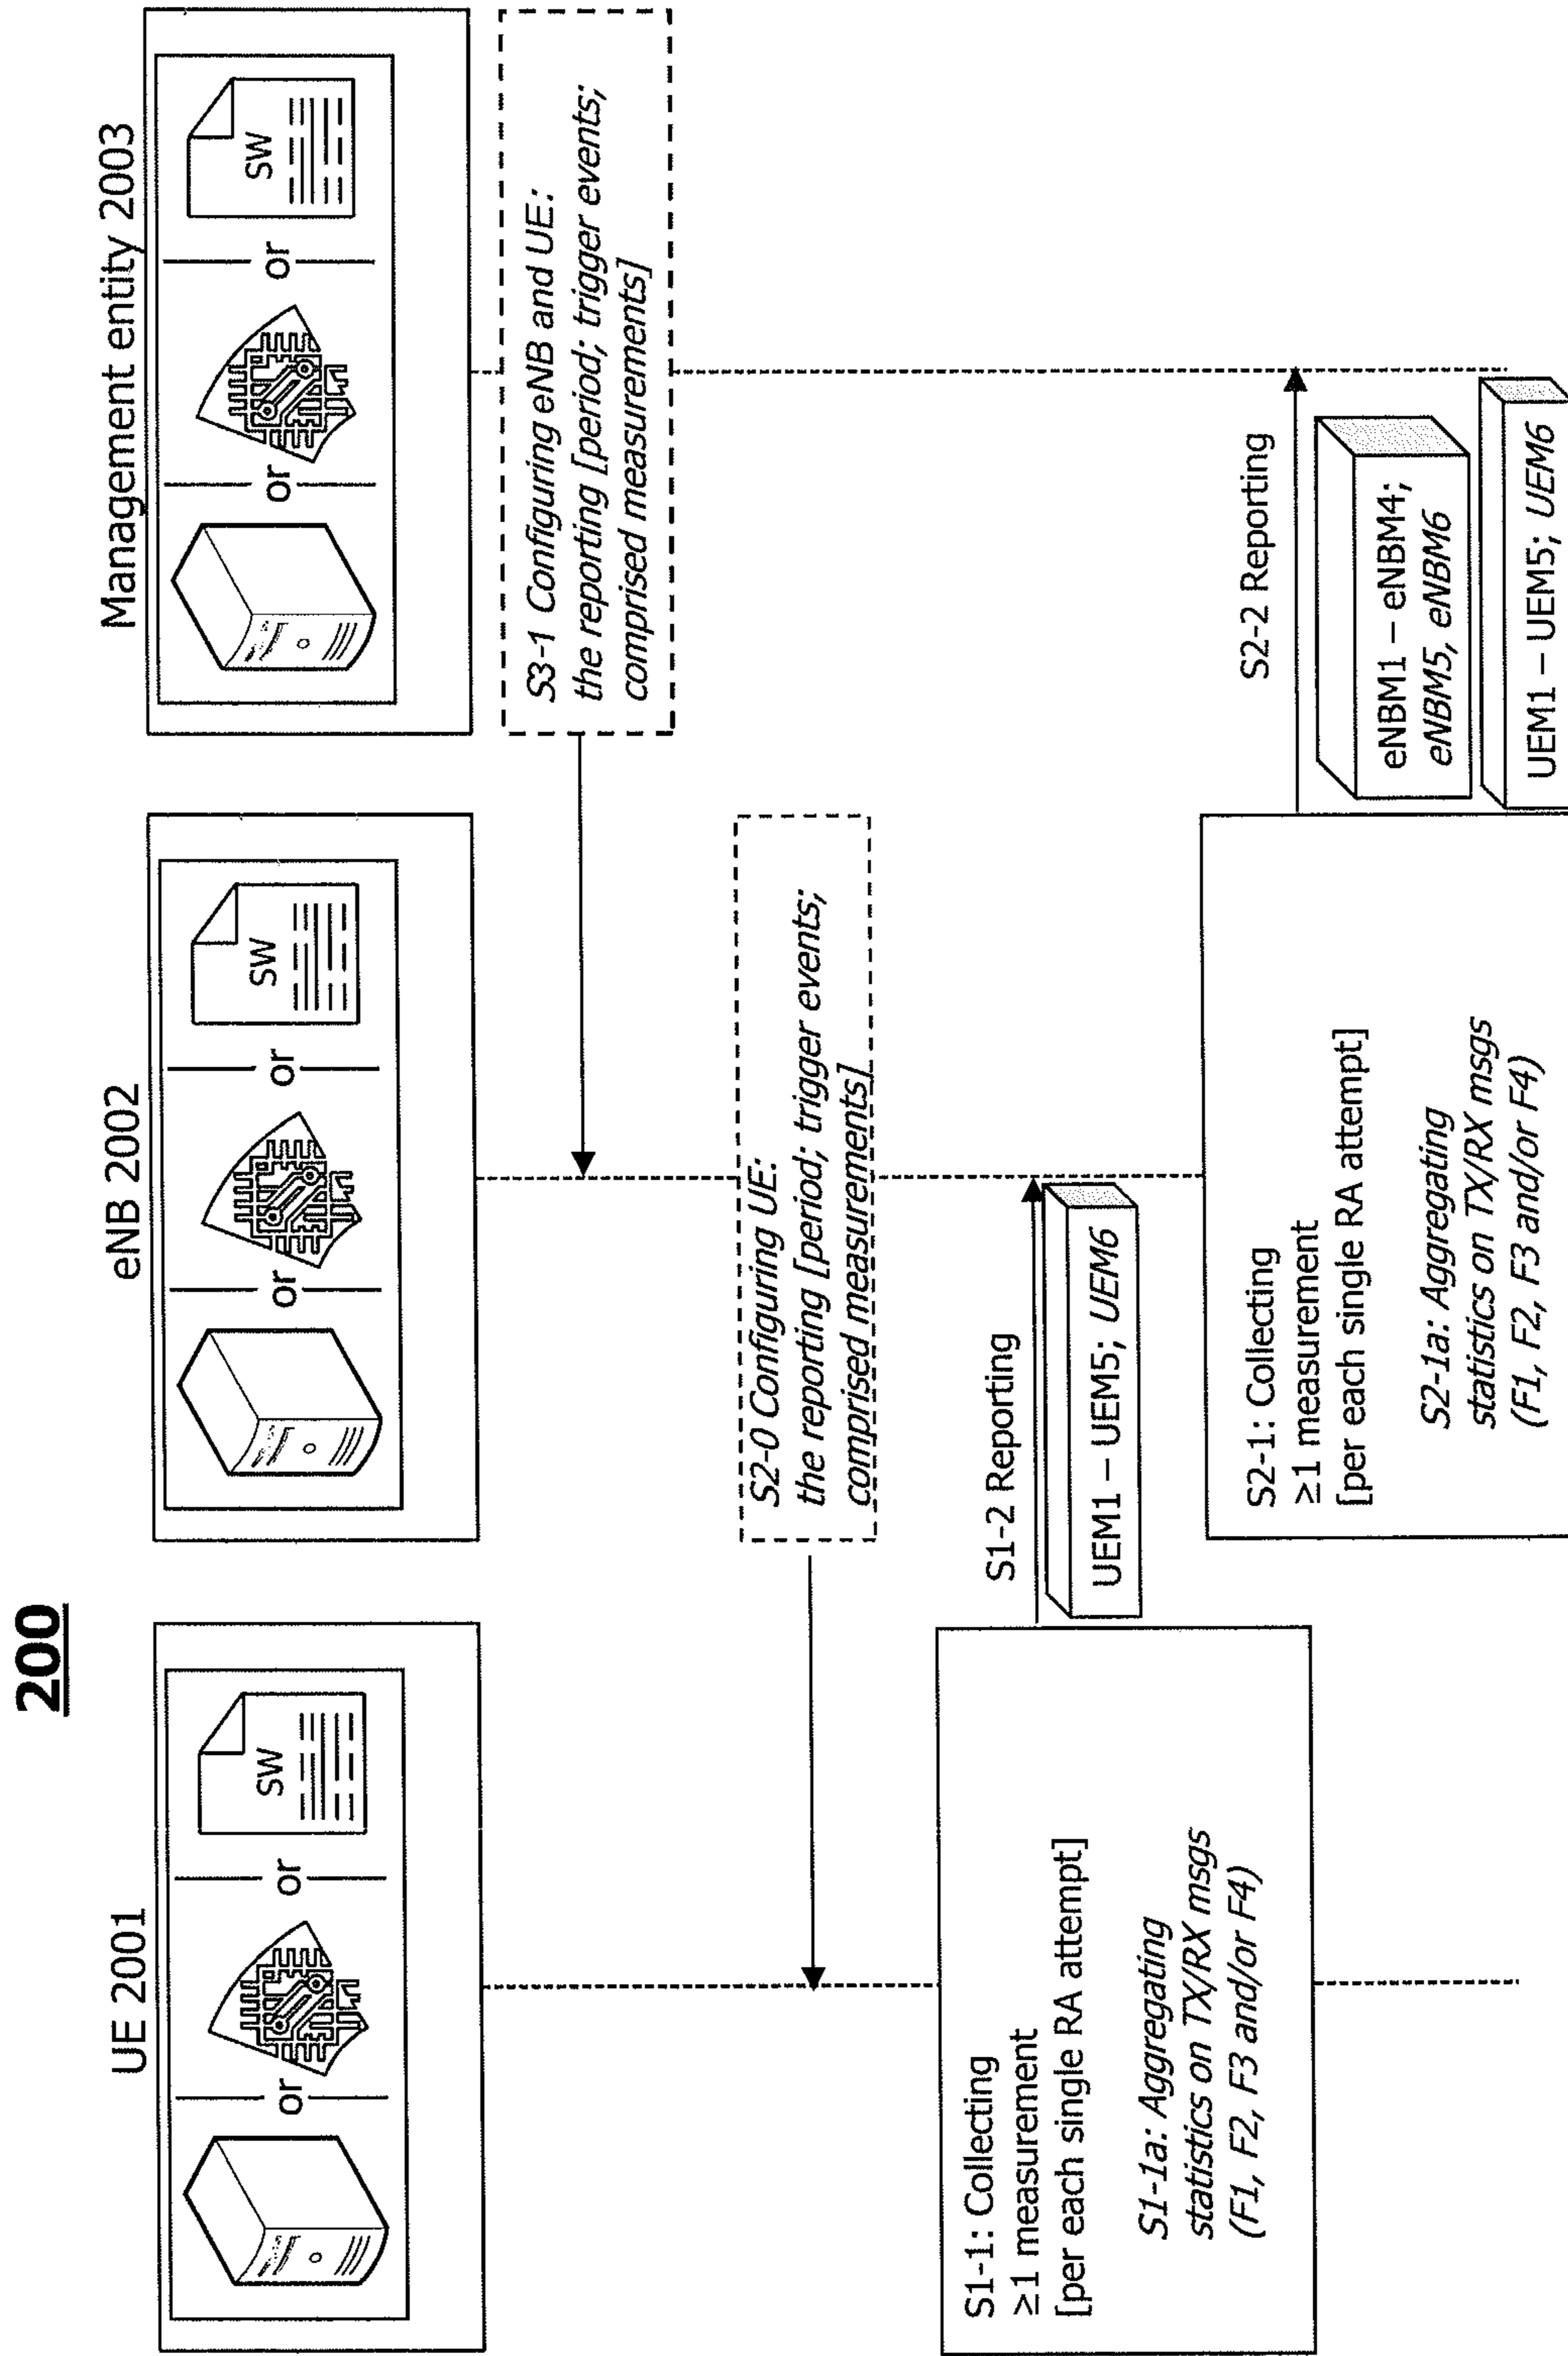 200
UE 2001
or
or
SW
eNB 2002
or
or
SW
Management entity 2003
or
or
SW
S3-1 Configuring eNB and UE:
the reporting [period; trigger events;
comprised measurements]
S2-0 Configuring UE:
the reporting [period; trigger events;
comprised measurements]
S1-1: Collecting
≥1 measurement
[per each single RA attempt]
S1-1a: Aggregating
statistics on TX/RX msgs
(F1, F2, F3 and/or F4)
S1-2 Reporting
UEM1 – UEM5; UEM6
S2-1: Collecting
≥1 measurement
[per each single RA attempt]
S2-1a: Aggregating
statistics on TX/RX msgs
(F1, F2, F3 and/or F4)
S2-2 Reporting
eNBM1 – eNBM4;
eNBM5, eNBM6
UEM1 – UEM5; UEM6